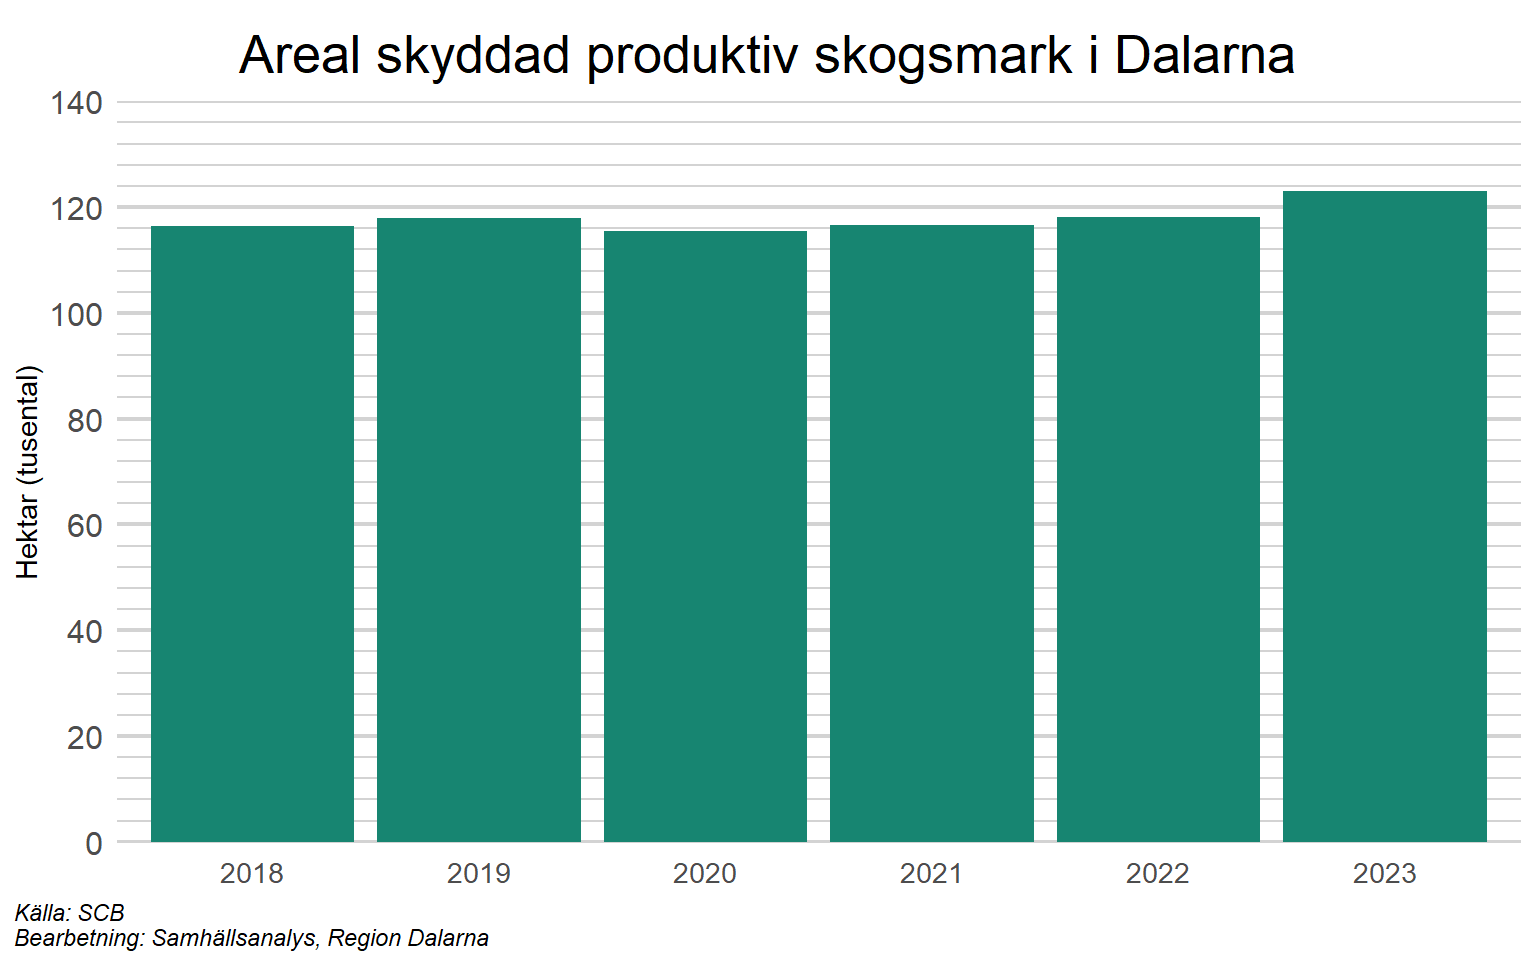 Areal skyddad produktiv skogsmark i Dalarna
Hektar (tusental)
140
120
100
80
60
40
20
0
2018 2019 2020 2021 2022 2023
Källa: SCB
Bearbetning: Samhällsanalys, Region Dalarna